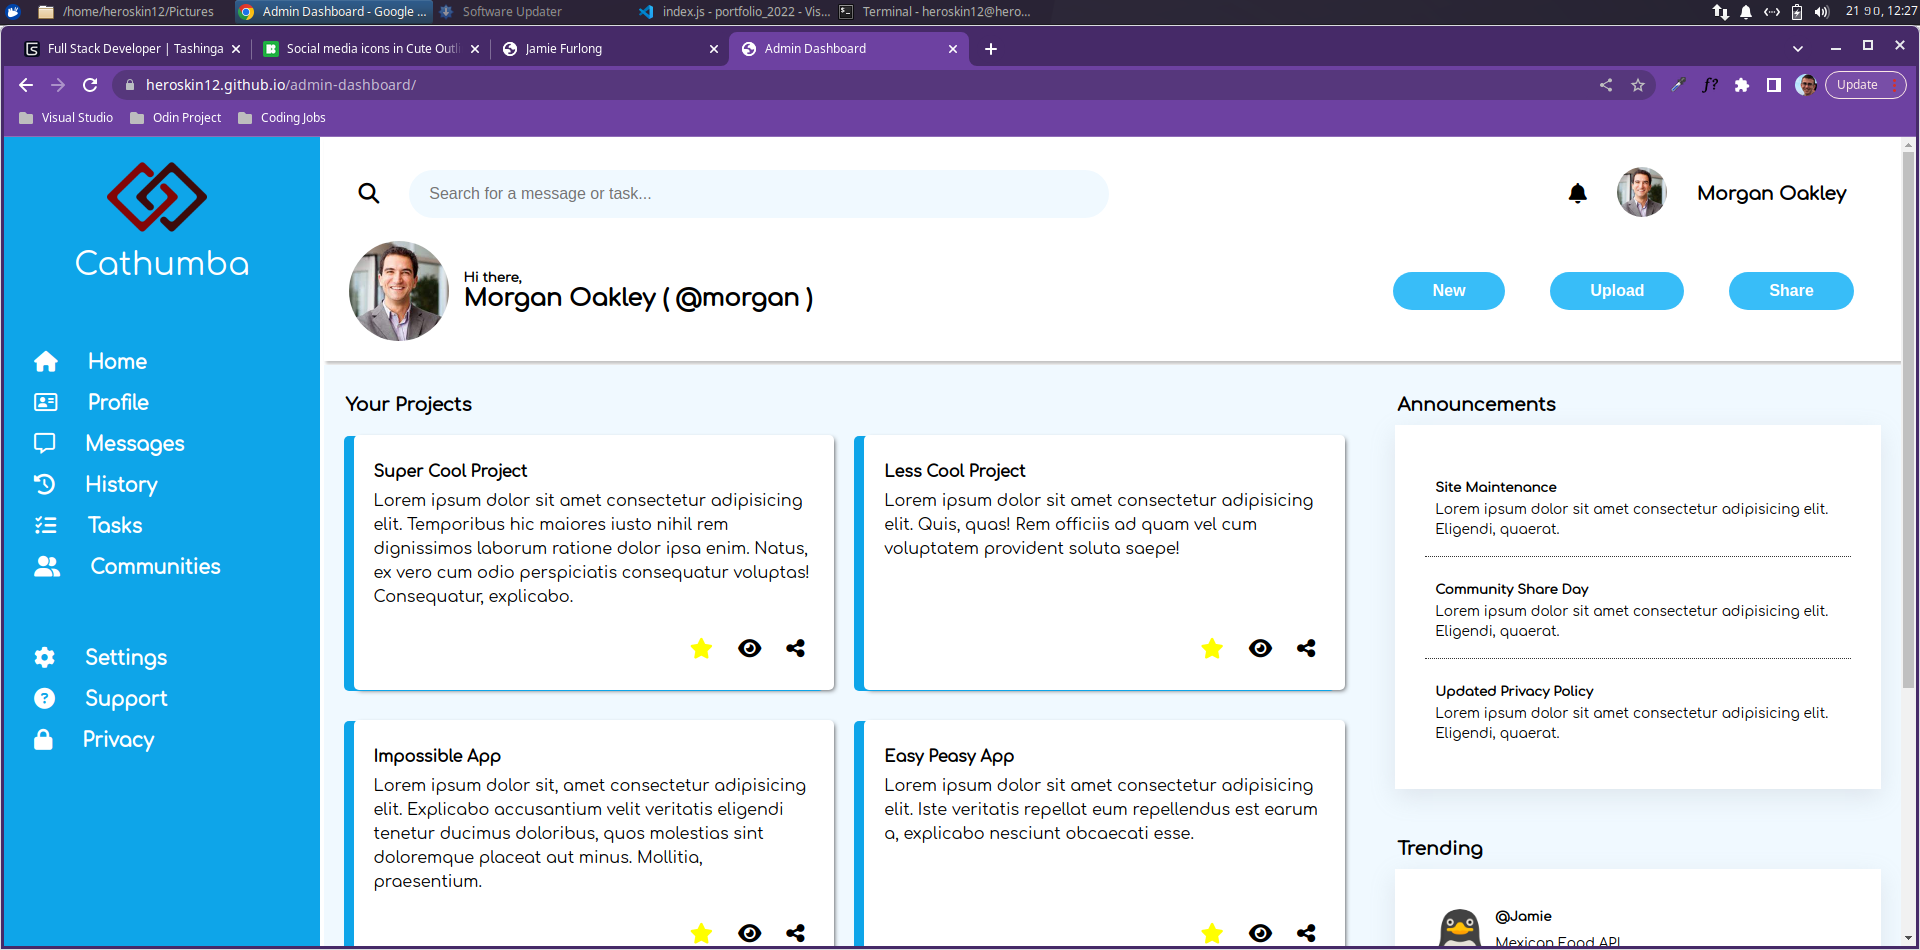 /home/heroskin12/Pictures
Admin Dashboard - Google ...
Software Updater
index.js - portfolio_2022 - Vis...
Terminal - heroskin12@hero...
12:27
Full Stack Developer | Tashinga
Social media icons in Cute Outl
Jamie Furlong
Admin Dashboard
heroskin12.github.io/admin-dashboard/
f?
Update
Visual Studio
Odin Project
Coding Jobs
Cathumba
Search for a message or task...
Morgan Oakley
Hi there,
Morgan Oakley ( @morgan )
New
Upload
Share
Home
Profile
Messages
History
Tasks
Communities
Settings
Support
Privacy
Your Projects
Super Cool Project
Lorem ipsum dolor sit amet consectetur adipisicing
elit. Temporibus hic maiores iusto nihil rem
dignissimos laborum ratione dolor ipsa enim. Natus,
ex vero cum odio perspiciatis consequatur voluptas!
Consequatur, explicabo.
Less Cool Project
Lorem ipsum dolor sit amet consectetur adipisicing
elit. Quis, quas! Rem officiis ad quam vel cum
voluptatem provident soluta saepe!
Impossible App
Lorem ipsum dolor sit, amet consectetur adipisicing
elit. Explicabo accusantium velit veritatis eligendi
tenetur ducimus doloribus, quos molestias sint
doloremque placeat aut minus. Mollitia,
praesentium.
Easy Peasy App
Lorem ipsum dolor sit amet consectetur adipisicing
elit. Iste veritatis repellat eum repellendus est earum
a, explicabo nesciunt obcaecati esse.
Announcements
Site Maintenance
Lorem ipsum dolor sit amet consectetur adipisicing elit.
Eligendi, quaerat.
Community Share Day
Lorem ipsum dolor sit amet consectetur adipisicing elit.
Eligendi, quaerat.
Updated Privacy Policy
Lorem ipsum dolor sit amet consectetur adipisicing elit.
Eligendi, quaerat.
Trending
@Jamie
Mexican Food API